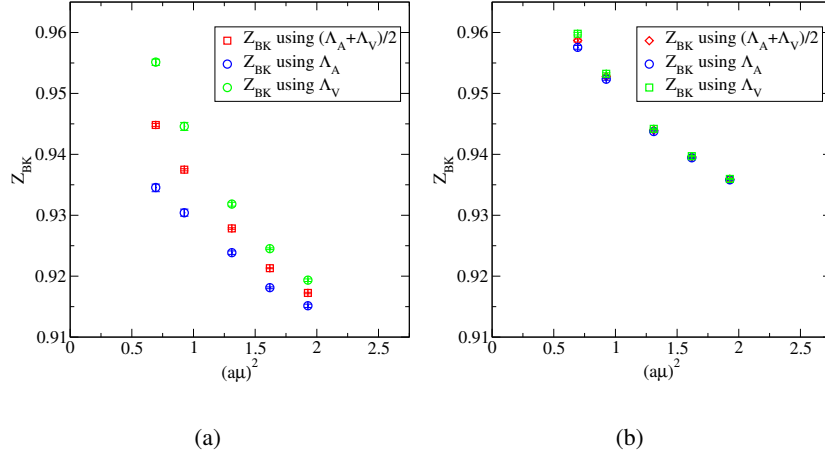 0.96
0.95
0.94
0.93
0.92
0.91
Z_BK
0
0.5
1
1.5
2
2.5
(aμ)²
Z_BK using (Λ_A+Λ_V)/2
Z_BK using Λ_A
Z_BK using Λ_V
(a)
0.96
0.95
0.94
0.93
0.92
0.91
Z_BK
0
0.5
1
1.5
2
2.5
(aμ)²
Z_BK using (Λ_A+Λ_V)/2
Z_BK using Λ_A
Z_BK using Λ_V
(b)